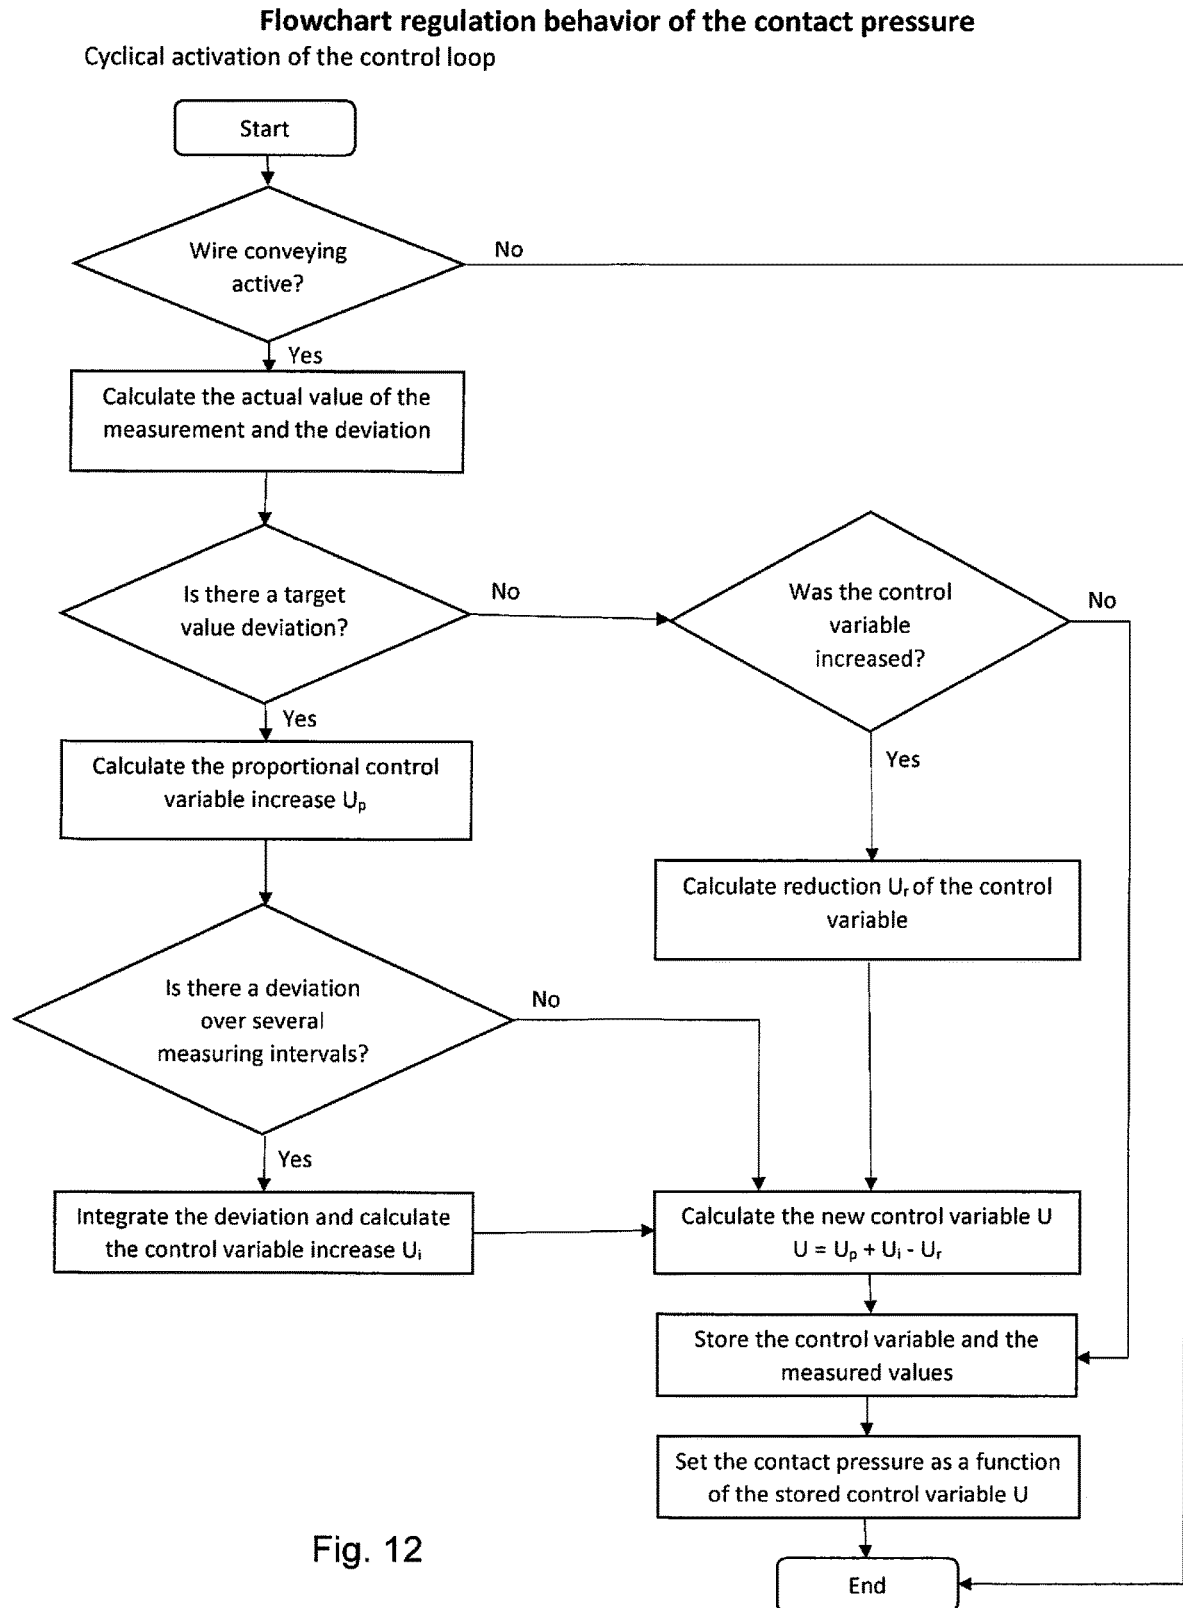 Flowchart regulation behavior of the contact pressure
Cyclical activation of the control loop
Start
Wire conveying
active?
No
Yes
Calculate the actual value of the
measurement and the deviation
Is there a target
value deviation?
No
Was the control
variable
increased?
No
Yes
Yes
Calculate the proportional control
variable increase Up
Calculate reduction Ur of the control
variable
Is there a deviation
over several
measuring intervals?
No
Yes
Integrate the deviation and calculate
the control variable increase Ui
Calculate the new control variable U
U = Up + Ui - Ur
Store the control variable and the
measured values
Set the contact pressure as a function
of the stored control variable U
End
Fig. 12